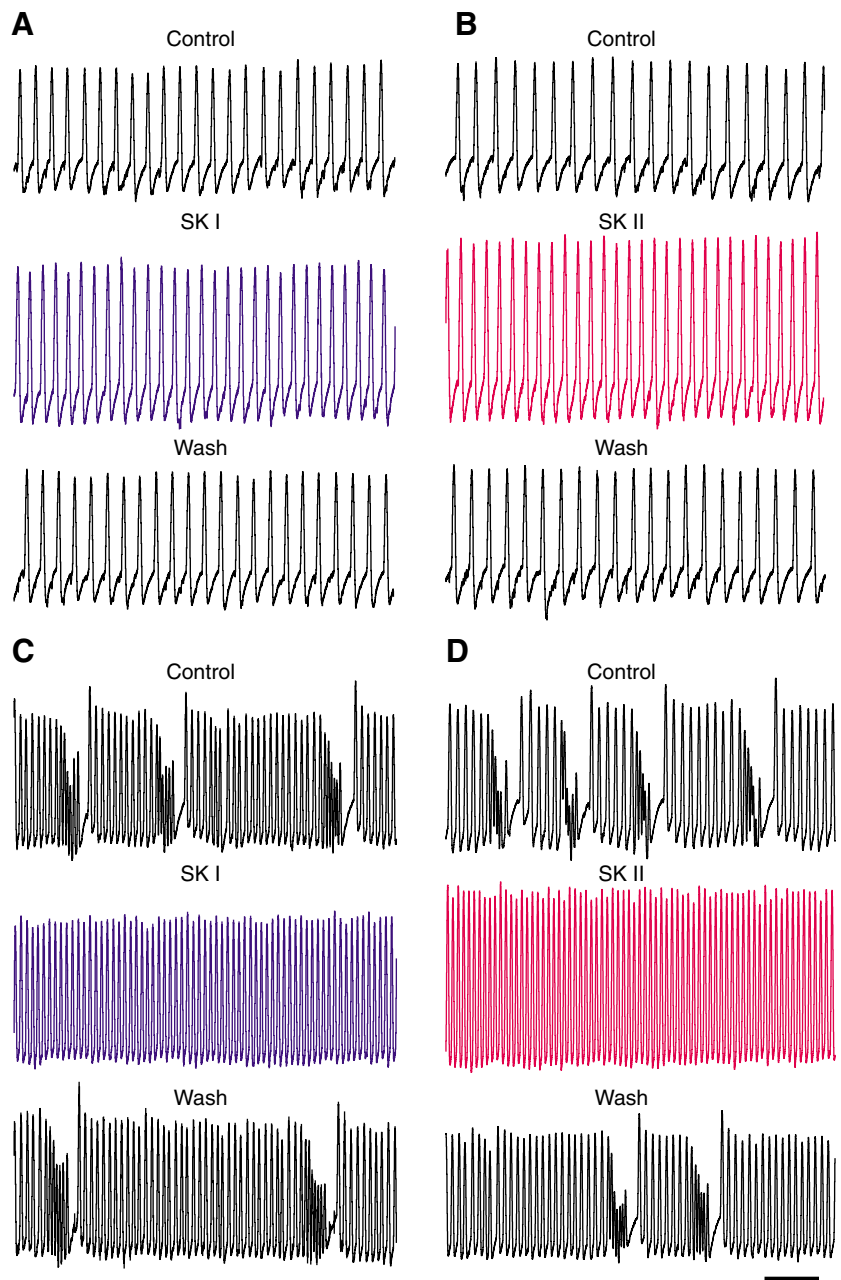 A
B
Control
Control
SK I
SK II
Wash
Wash
C
D
Control
Control
SK I
SK II
Wash
Wash